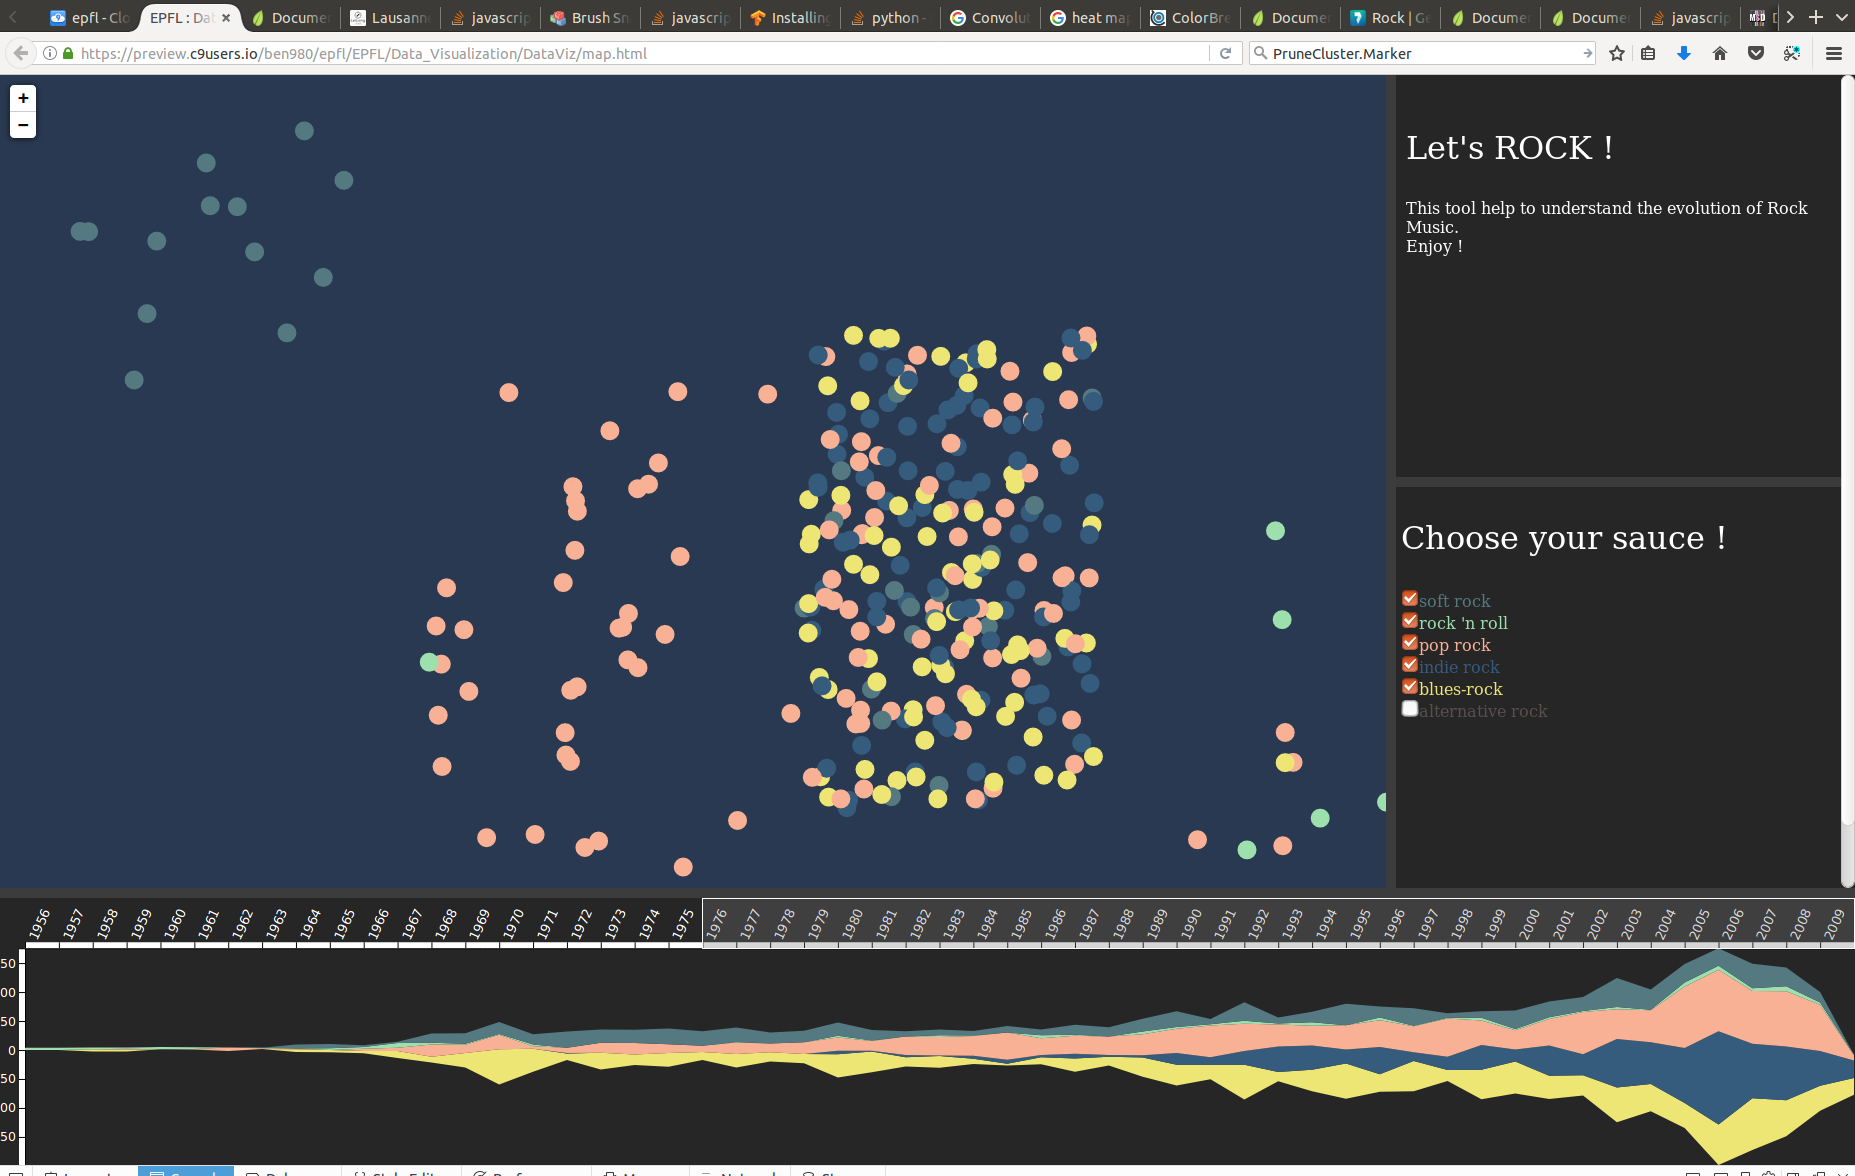 epfl - Clo
EPFL : Da
Docume
Lausann
javascrip
Brush Sn
javascrip
Installing
python -
Convolut
heat map
ColorBre
Docume
Rock | Ge
Docume
Docume
javascrip
https://preview.c9users.io/ben980/epfl/EPFL/Data_Visualization/DataViz/map.html
PruneCluster.Marker
+
−
Let's ROCK !
This tool help to understand the evolution of Rock
Music.
Enjoy !
Choose your sauce !
soft rock
rock 'n roll
pop rock
indie rock
blues-rock
alternative rock
1956 1957 1958 1959 1960 1961 1962 1963 1964 1965 1966 1967 1968 1969 1970 1971 1972 1973 1974 1975 1976 1977 1978 1979 1980 1981 1982 1983 1984 1985 1986 1987 1988 1989 1990 1991 1992 1993 1994 1995 1996 1997 1998 1999 2000 2001 2002 2003 2004 2005 2006 2007 2008 2009
50
00
50
0
50
00
50